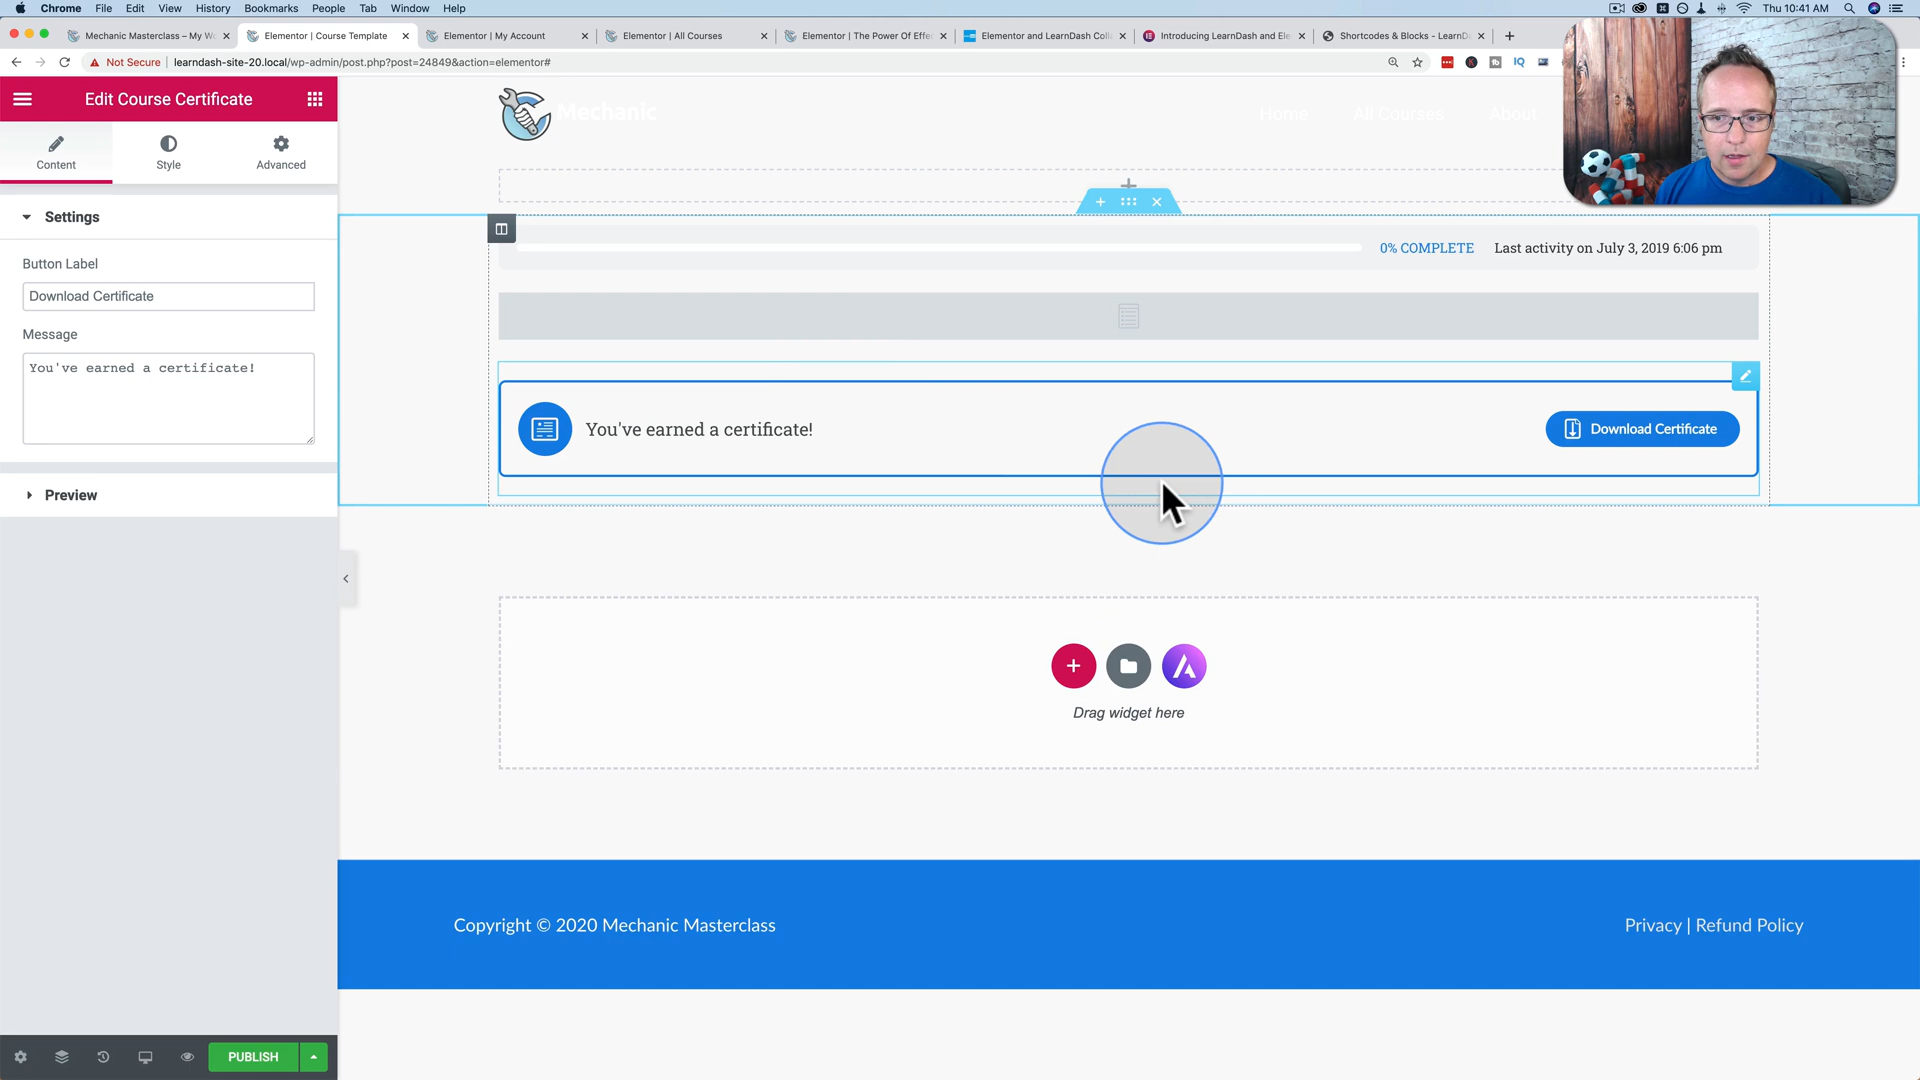 Chrome File Edit View History Bookmarks People Tab Window Help
Thu 10:41 AM
Mechanic Masterclass – My Wo
Elementor | Course Template
Elementor | My Account
Elementor | All Courses
Elementor | The Power Of Effe
Elementor and LearnDash Colla
Introducing LearnDash and Ele
Shortcodes & Blocks - LearnDa
Not Secure | learndash-site-20.local/wp-admin/post.php?post=24849&action=elementor#
IQ
Edit Course Certificate
Content
Style
Advanced
Settings
Button Label
Download Certificate
Message
You've earned a certificate!
Preview
PUBLISH
Mechanic
Home
All Courses
About
0% COMPLETE
Last activity on July 3, 2019 6:06 pm
You've earned a certificate!
Download Certificate
Drag widget here
Copyright © 2020 Mechanic Masterclass
Privacy | Refund Policy